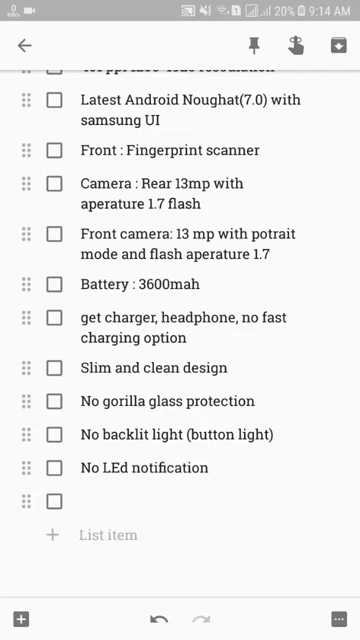 20% 9:14 AM
Latest Android Noughat(7.0) with
samsung UI
Front : Fingerprint scanner
Camera : Rear 13mp with
aperature 1.7 flash
Front camera: 13 mp with potrait
mode and flash aperature 1.7
Battery : 3600mah
get charger, headphone, no fast
charging option
Slim and clean design
No gorilla glass protection
No backlit light (button light)
No LEd notification
List item